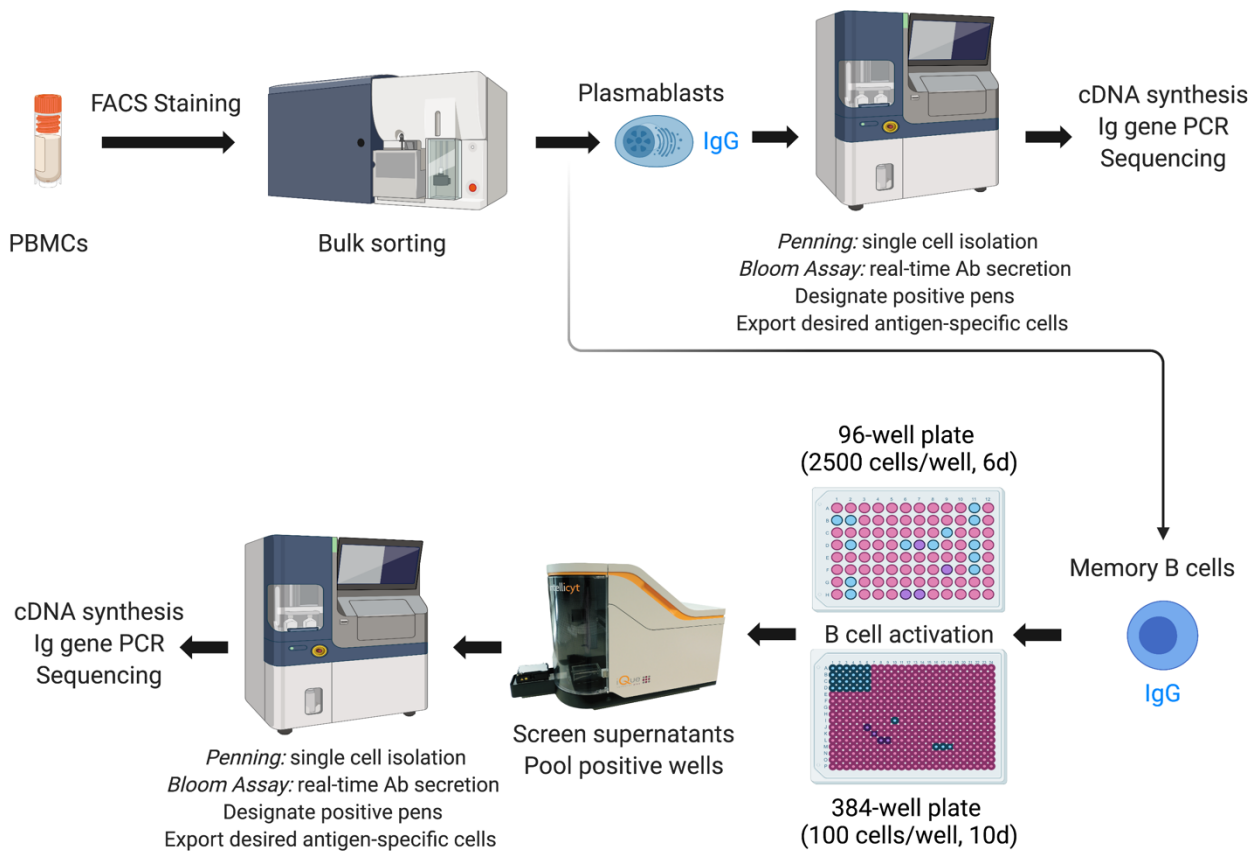 FACS Staining
PBMCs
Bulk sorting
Plasmablasts
IgG
cDNA synthesis
Ig gene PCR
Sequencing
Penning: single cell isolation
Bloom Assay: real-time Ab secretion
Designate positive pens
Export desired antigen-specific cells
96-well plate
(2500 cells/well, 6d)
Memory B cells
IgG
B cell activation
384-well plate
(100 cells/well, 10d)
intellicyt
Screen supernatants
Pool positive wells
Penning: single cell isolation
Bloom Assay: real-time Ab secretion
Designate positive pens
Export desired antigen-specific cells
cDNA synthesis
Ig gene PCR
Sequencing